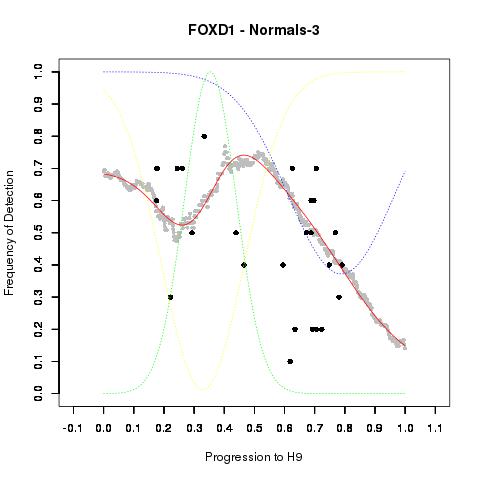 FOXD1 - Normals-3
Frequency of Detection
0.0 0.1 0.2 0.3 0.4 0.5 0.6 0.7 0.8 0.9 1.0
-0.1 0.0 0.1 0.2 0.3 0.4 0.5 0.6 0.7 0.8 0.9 1.0 1.1
Progression to H9